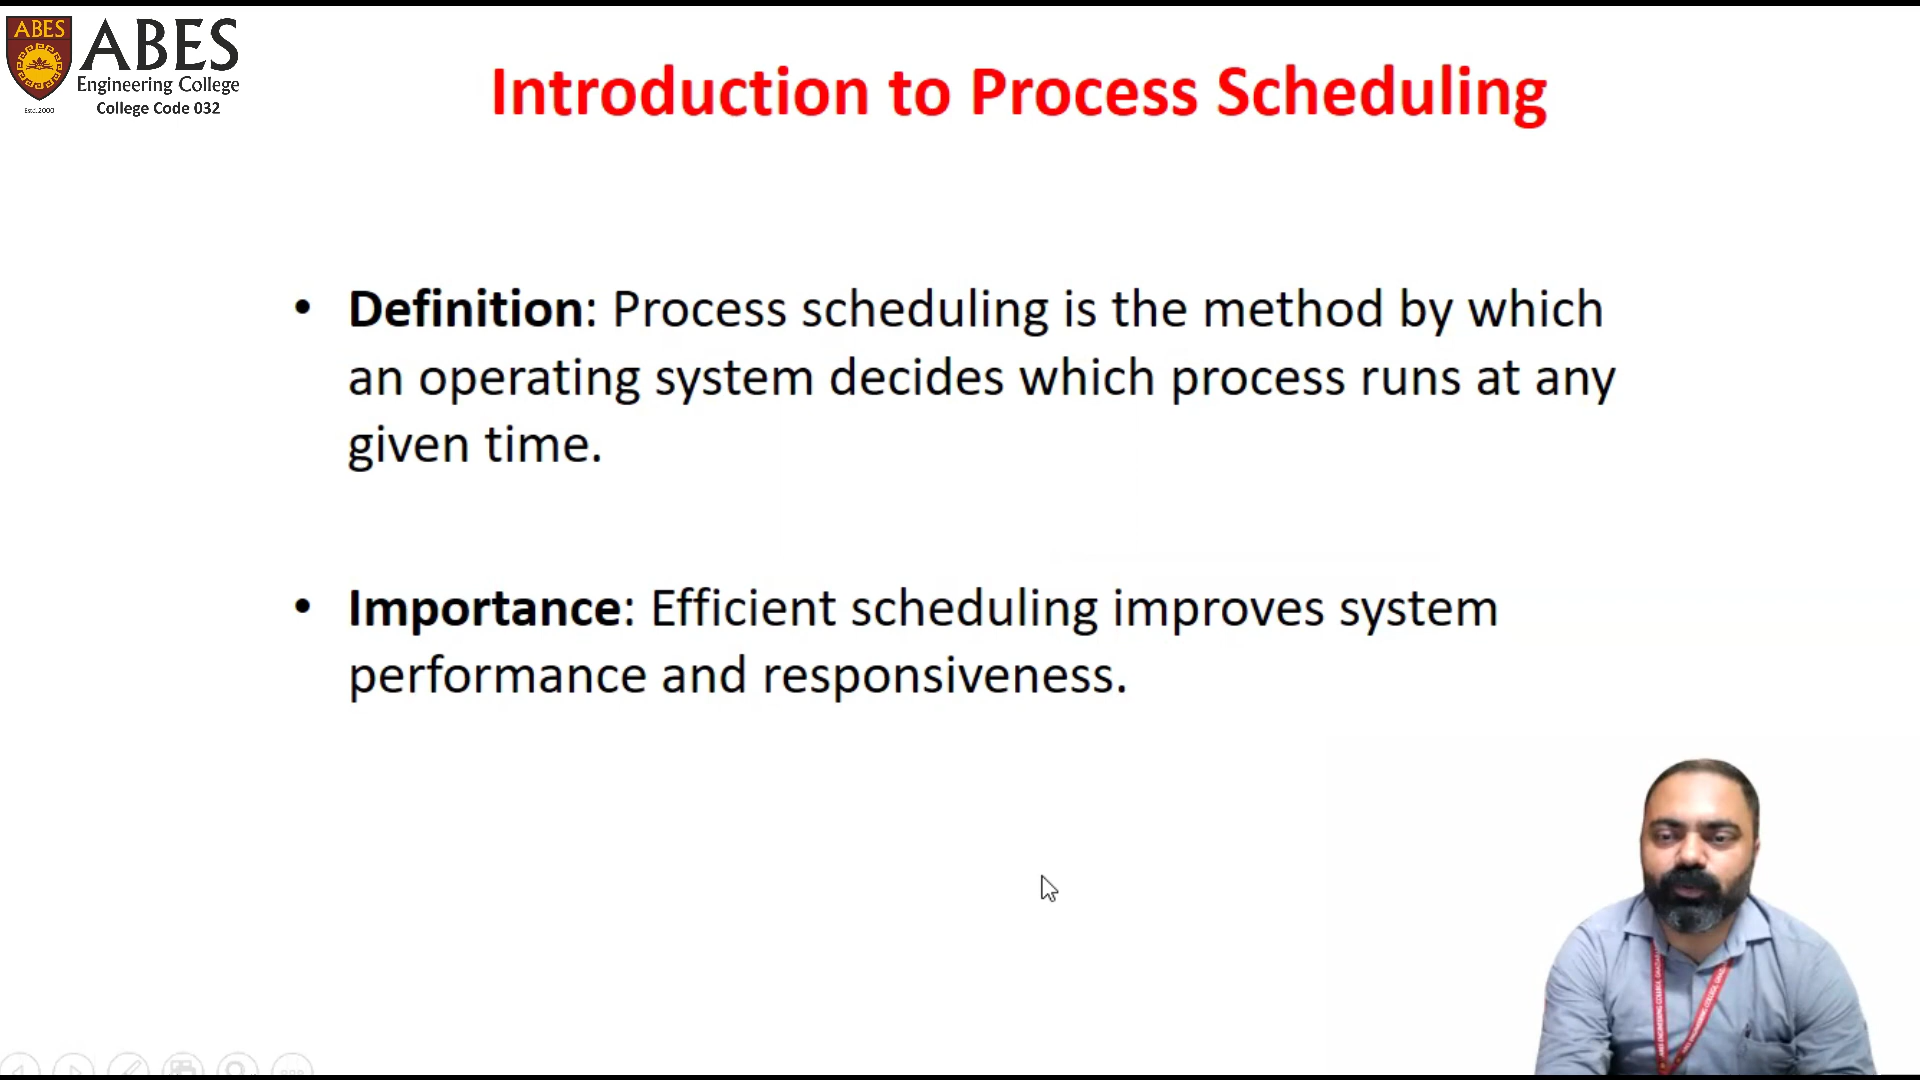 ABES
ABES
Engineering College
College Code 032
Estd.2000
Introduction to Process Scheduling
• Definition: Process scheduling is the method by which
an operating system decides which process runs at any
given time.
• Importance: Efficient scheduling improves system
performance and responsiveness.